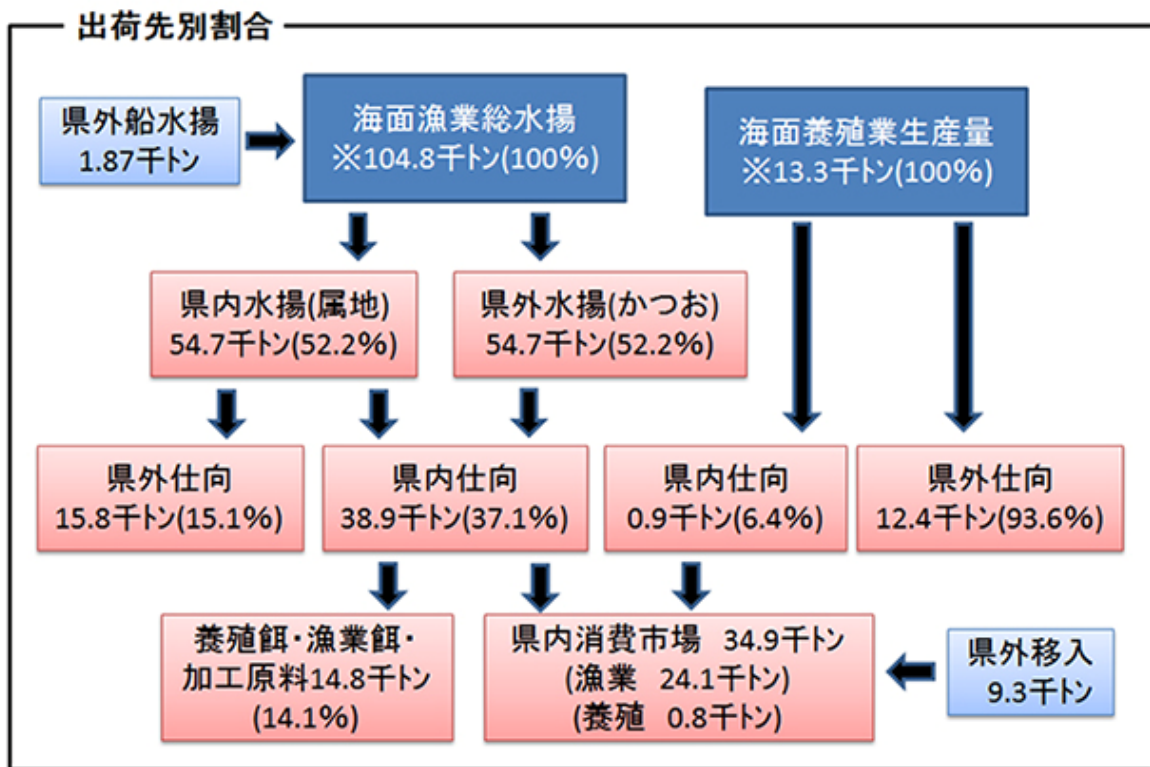 出荷先別割合
県外船水揚
1.87千トン
海面漁業総水揚
※104.8千トン(100%)
海面養殖業生産量
※13.3千トン(100%)
県内水揚(属地)
54.7千トン(52.2%)
県外水揚(かつお)
54.7千トン(52.2%)
県外仕向
15.8千トン(15.1%)
県内仕向
38.9千トン(37.1%)
県内仕向
0.9千トン(6.4%)
県外仕向
12.4千トン(93.6%)
養殖餌・漁業餌・
加工原料14.8千トン
(14.1%)
県内消費市場 34.9千トン
(漁業 24.1千トン)
(養殖 0.8千トン)
県外移入
9.3千トン